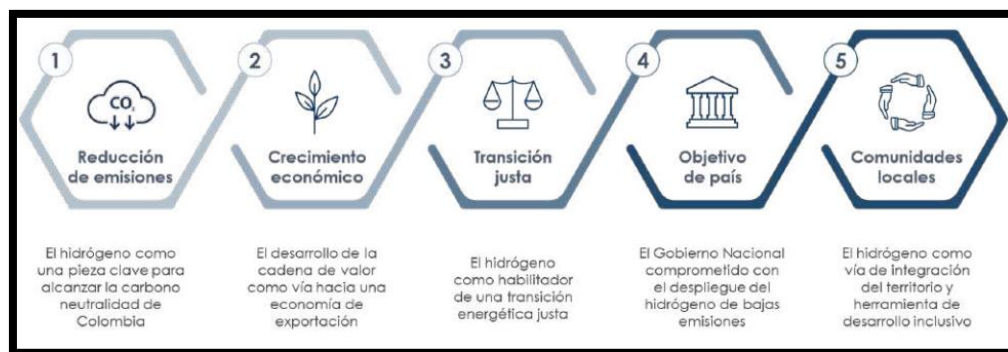 1
CO₂
Reducción
de emisiones
El hidrógeno como
una pieza clave para
alcanzar la carbono
neutralidad de
Colombia
2
Crecimiento
económico
El desarrollo de la
cadena de valor
como vía hacia una
economía de
exportación
3
Transición
justa
El hidrógeno
como habilitador
de una transición
energética justa
4
Objetivo
de país
El Gobierno Nacional
comprometido con
el despliegue del
hidrógeno de bajas
emisiones
5
Comunidades
locales
El hidrógeno como
vía de integración
del territorio y
herramienta de
desarrollo inclusivo